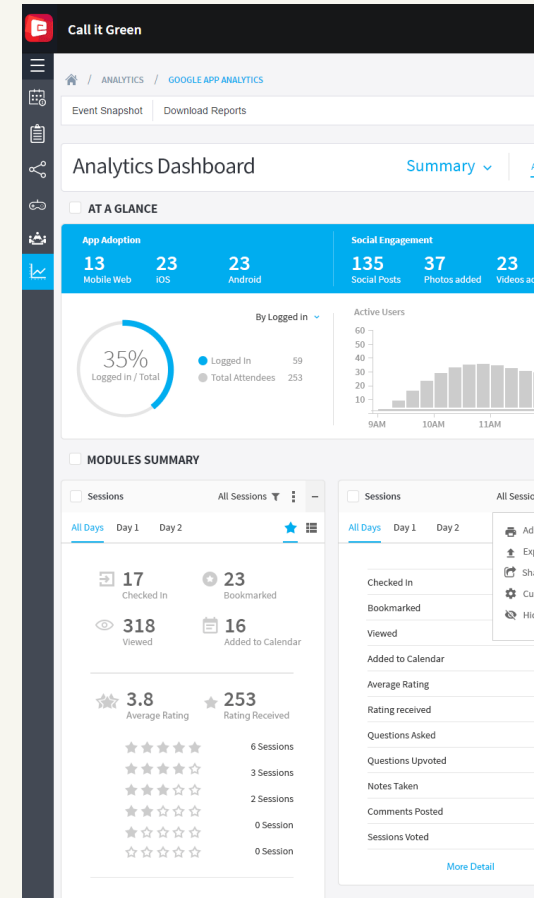 Call it Green
/ ANALYTICS / GOOGLE APP ANALYTICS
Event Snapshot Download Reports
Analytics Dashboard Summary
AT A GLANCE
App Adoption
13 23 23
Mobile Web iOS Android
Social Engagement
135 37 23
Social Posts Photos added Videos
By Logged in
35%
Logged in / Total
Logged In 59
Total Attendees 253
Active Users
60
50
40
30
20
10
9AM 10AM 11AM
MODULES SUMMARY
Sessions All Sessions
All Days Day 1 Day 2
17
Checked In
23
Bookmarked
318
Viewed
16
Added to Calendar
3.8
Average Rating
253
Rating Received
6 Sessions
3 Sessions
2 Sessions
0 Session
0 Session
Sessions All
All Days Day 1 Day 2
Checked In
Bookmarked
Viewed
Added to Calendar
Average Rating
Rating received
Questions Asked
Questions Upvoted
Notes Taken
Comments Posted
Sessions Voted
More Detail